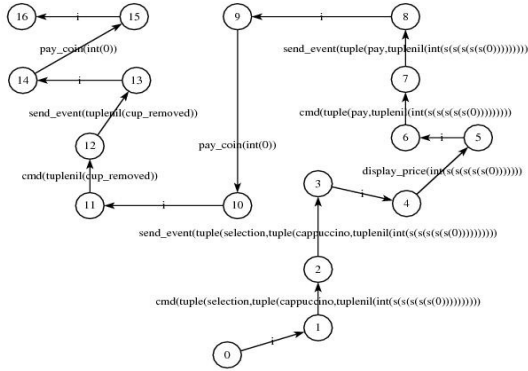 16 i 15 9 i 8
pay_coin(int(0))
send_event(tuple(pay,tuplenil(int(s(s(s(s(s(0)))))))))
14 i 13 7
send_event(tuplenil(cup_removed))
cmd(tuple(pay,tuplenil(int(s(s(s(s(s(0)))))))))
12 6 i 5
pay_coin(int(0))
cmd(tuplenil(cup_removed))
display_price(int(s(s(s(s(s(0)))))))
3 i 4
11 i 10
send_event(tuple(selection,tuple(cappuccino,tuplenil(int(s(s(s(s(s(0))))))))))
2
cmd(tuple(selection,tuple(cappuccino,tuplenil(int(s(s(s(s(s(0))))))))))
0 i 1